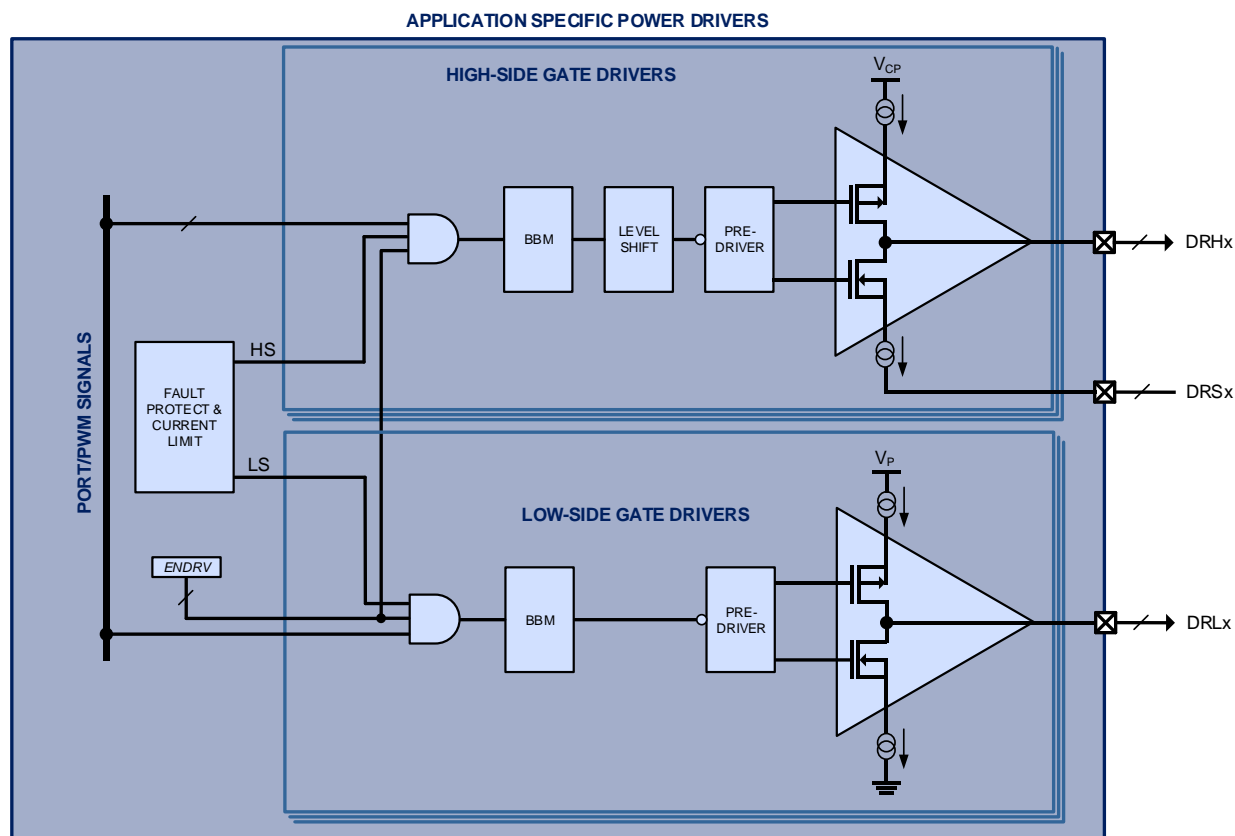 APPLICATION SPECIFIC POWER DRIVERS
HIGH-SIDE GATE DRIVERS
VCP
BBM
LEVEL
SHIFT
PRE-
DRIVER
DRHx
PORT/PWM SIGNALS
HS
FAULT
PROTECT &
CURRENT
LIMIT
DRSx
LS
VP
LOW-SIDE GATE DRIVERS
ENDRV
BBM
PRE-
DRIVER
DRLx